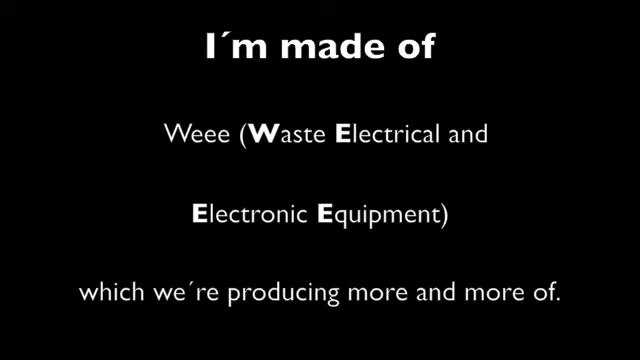 I´m made of
Weee (Waste Electrical and
Electronic Equipment)
which we´re producing more and more of.